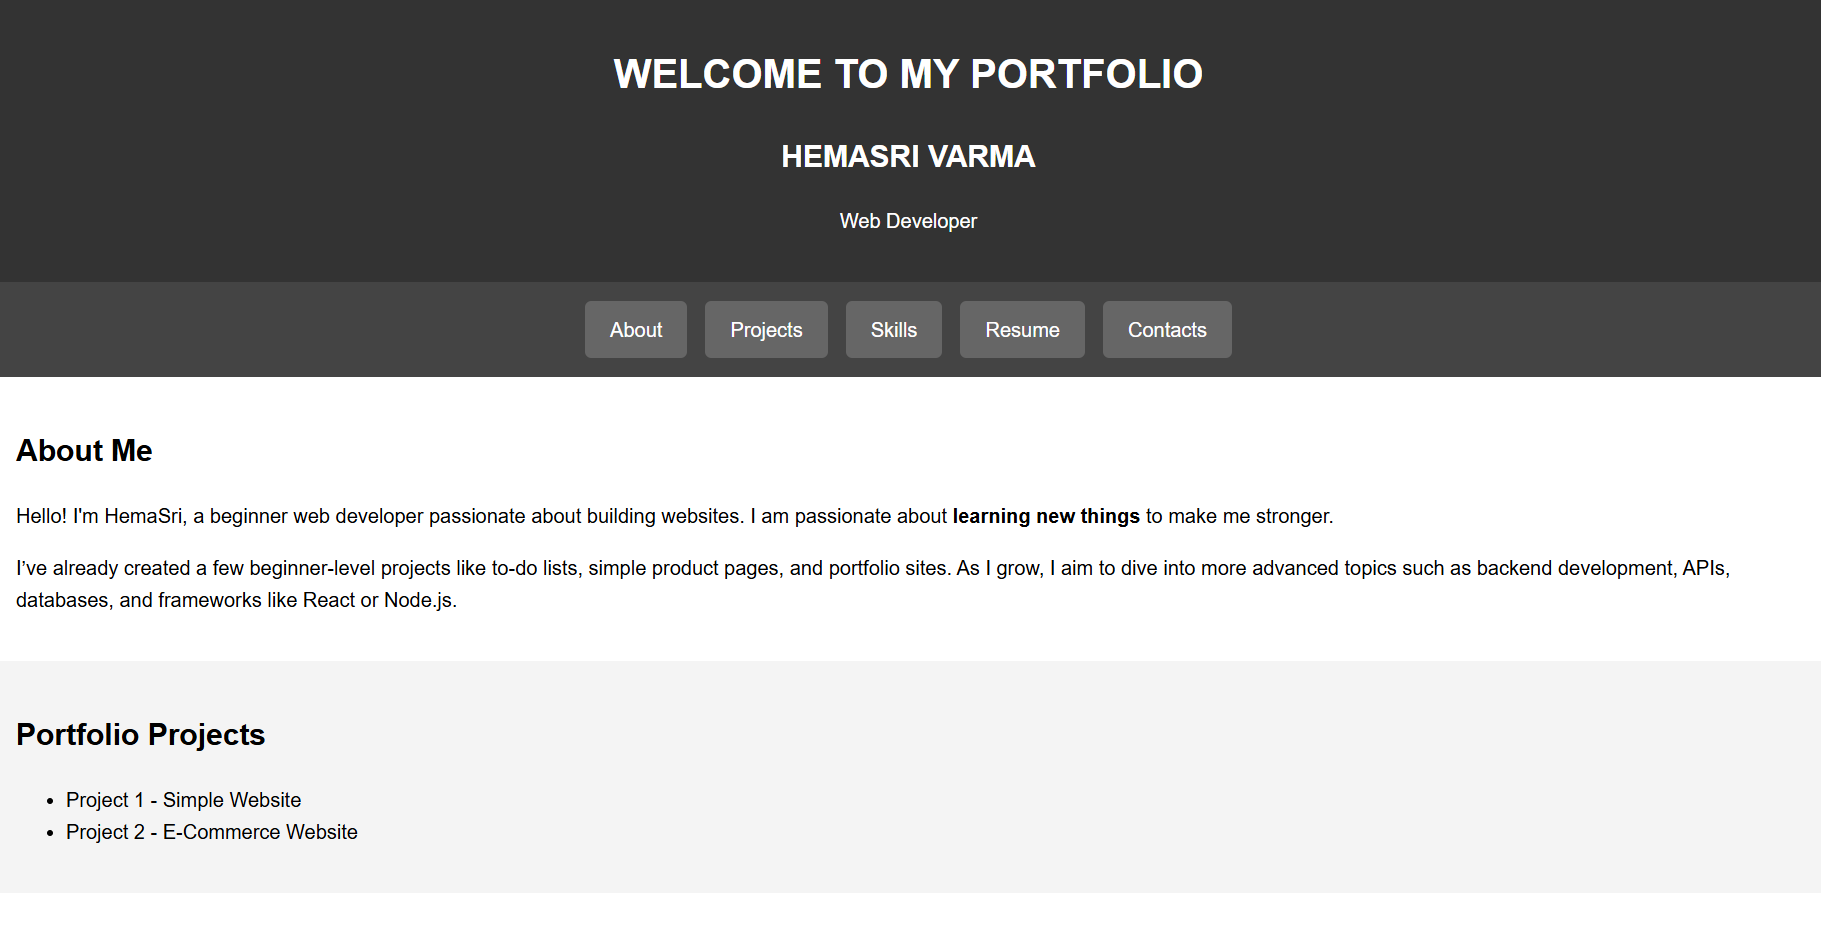 WELCOME TO MY PORTFOLIO
HEMASRI VARMA
Web Developer
About Projects Skills Resume Contacts
About Me
Hello! I'm HemaSri, a beginner web developer passionate about building websites. I am passionate about learning new things to make me stronger.
I’ve already created a few beginner-level projects like to-do lists, simple product pages, and portfolio sites. As I grow, I aim to dive into more advanced topics such as backend development, APIs,
databases, and frameworks like React or Node.js.
Portfolio Projects
• Project 1 - Simple Website
• Project 2 - E-Commerce Website